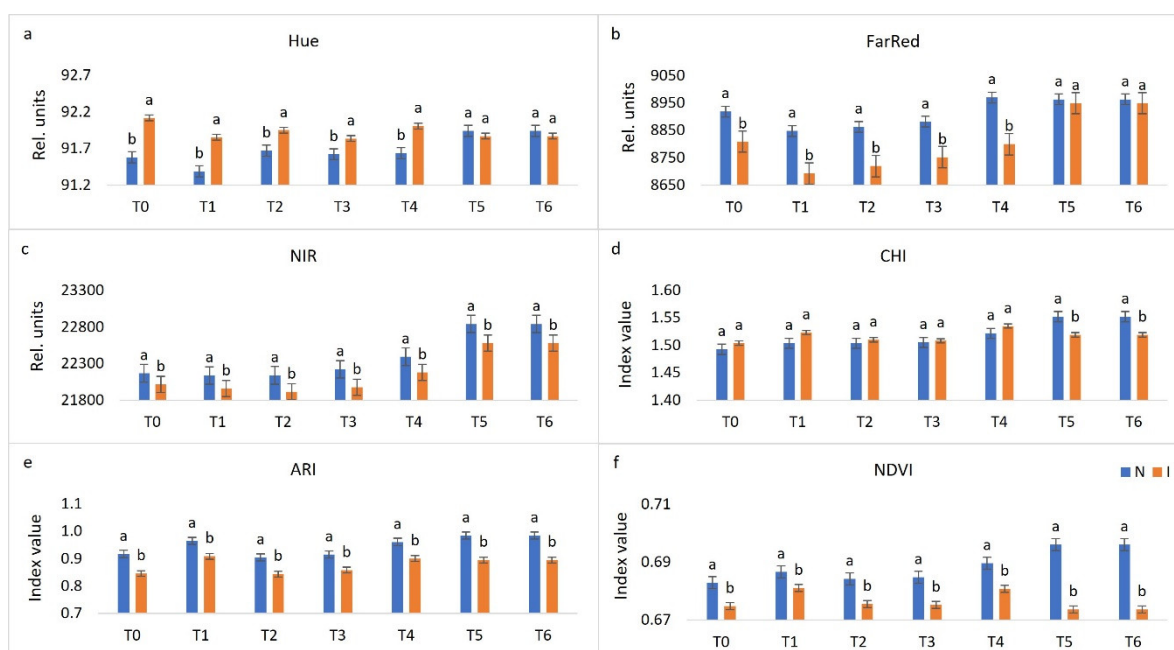 a
Hue
Rel. units
92.7
92.2
91.7
91.2
b a b a b a b a b a a a a a
T0 T1 T2 T3 T4 T5 T6
b
FarRed
Rel. units
9050
8950
8850
8750
8650
a b a b a b a b a b a a a a
T0 T1 T2 T3 T4 T5 T6
c
NIR
Rel. units
23300
22800
22300
21800
a b a b a b a b a b a b a b
T0 T1 T2 T3 T4 T5 T6
d
CHI
Index value
1.60
1.55
1.50
1.45
1.40
a a a a a a a a a a a b a b
T0 T1 T2 T3 T4 T5 T6
e
ARI
Index value
1.1
1.0
0.9
0.8
0.7
a b a b a b a b a b a b a b
T0 T1 T2 T3 T4 T5 T6
f
NDVI
N I
Index value
0.71
0.69
0.67
a b a b a b a b a b a b a b
T0 T1 T2 T3 T4 T5 T6